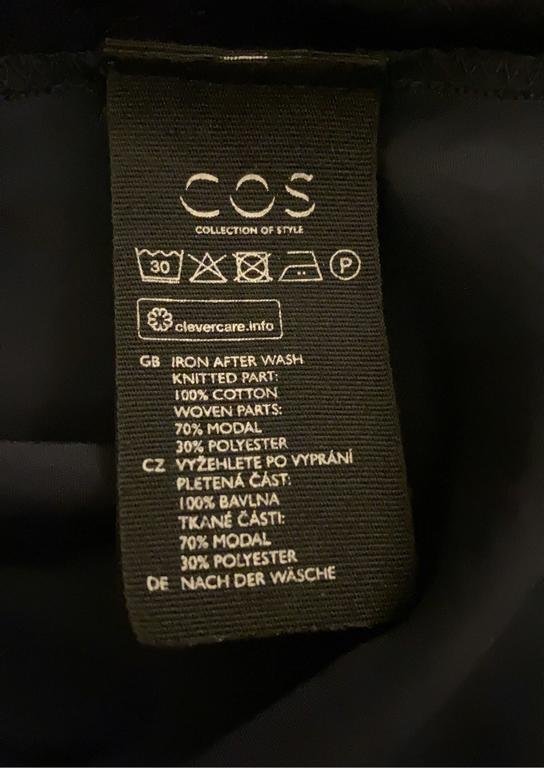 COS
COLLECTION OF STYLE
30 P
clevercare.info
GB IRON AFTER WASH
KNITTED PART:
100% COTTON
WOVEN PARTS:
70% MODAL
30% POLYESTER
CZ VYŽEHLETE PO VYPRÁNÍ
PLETENÁ ČÁST:
100% BAVLNA
TKANÉ ČÁSTI:
70% MODAL
30% POLYESTER
DE NACH DER WÄSCHE